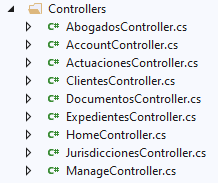 Controllers
C# AbogadosController.cs
C# AccountController.cs
C# ActuacionesController.cs
C# ClientesController.cs
C# DocumentosController.cs
C# ExpedientesController.cs
C# HomeController.cs
C# JurisdiccionesController.cs
C# ManageController.cs